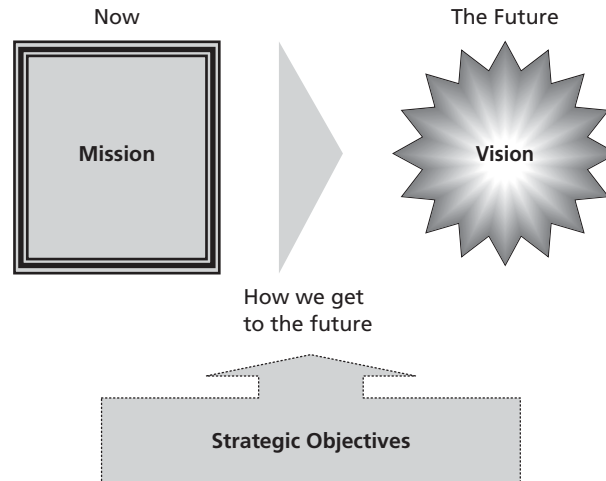 Now
The Future
Mission
Vision
How we get
to the future
Strategic Objectives